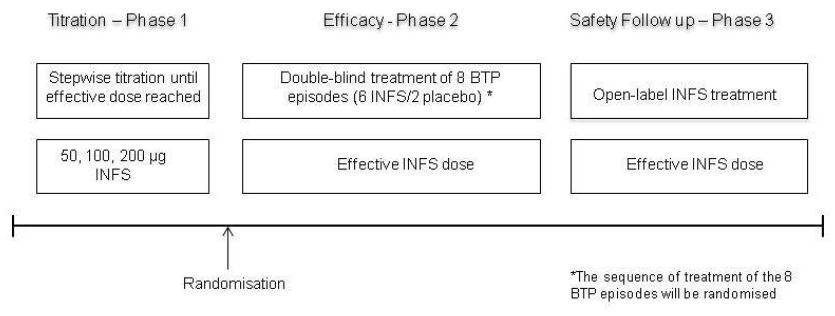 Titration – Phase 1
Efficacy - Phase 2
Safety Follow up – Phase 3
Stepwise titration until
effective dose reached
Double-blind treatment of 8 BTP
episodes (6 INFS/2 placebo) *
Open-label INFS treatment
50, 100, 200 µg
INFS
Effective INFS dose
Effective INFS dose
Randomisation
*The sequence of treatment of the 8
BTP episodes will be randomised